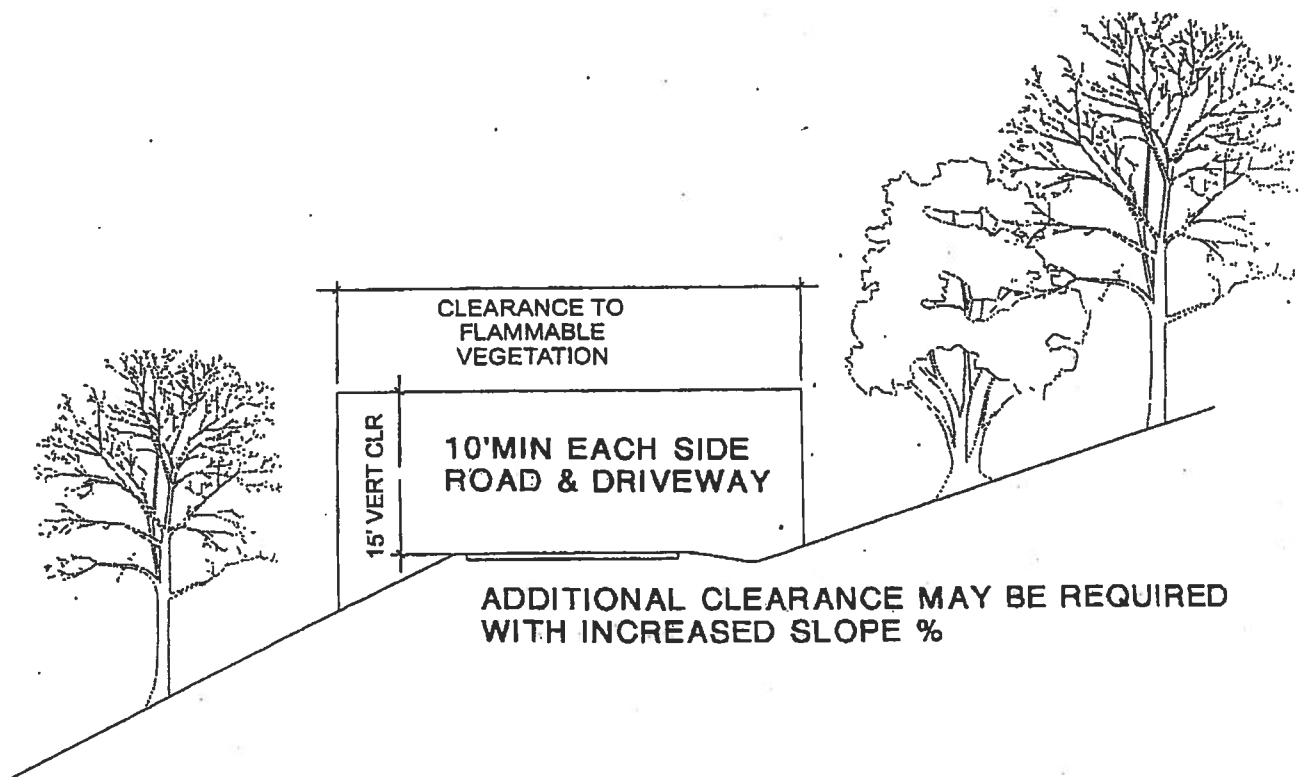 CLEARANCE TO
FLAMMABLE
VEGETATION
15' VERT CLR
10'MIN EACH SIDE
ROAD & DRIVEWAY
ADDITIONAL CLEARANCE MAY BE REQUIRED
WITH INCREASED SLOPE %